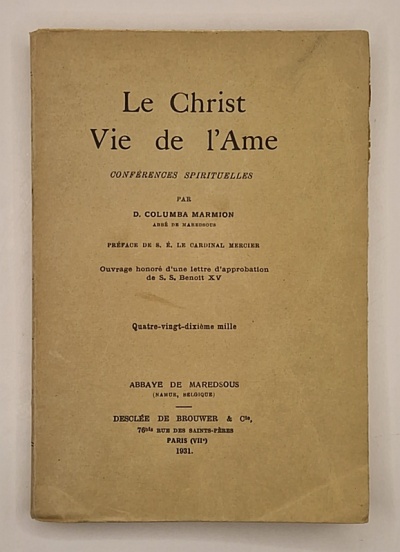 Le Christ
Vie de l'Ame
CONFÉRENCES SPIRITUELLES
PAR
D. COLUMBA MARMION
ABBÉ DE MAREDSOUS
PRÉFACE DE S. É. LE CARDINAL MERCIER
Ouvrage honoré d'une lettre d'approbation
de S. S. Benoît XV
Quatre-vingt-dixième mille
ABBAYE DE MAREDSOUS
(NAMUR, BELGIQUE)
DESCLÉE DE BROUWER & Cie,
76bis RUE DES SAINTS-PÈRES
PARIS (VIIe)
1931.